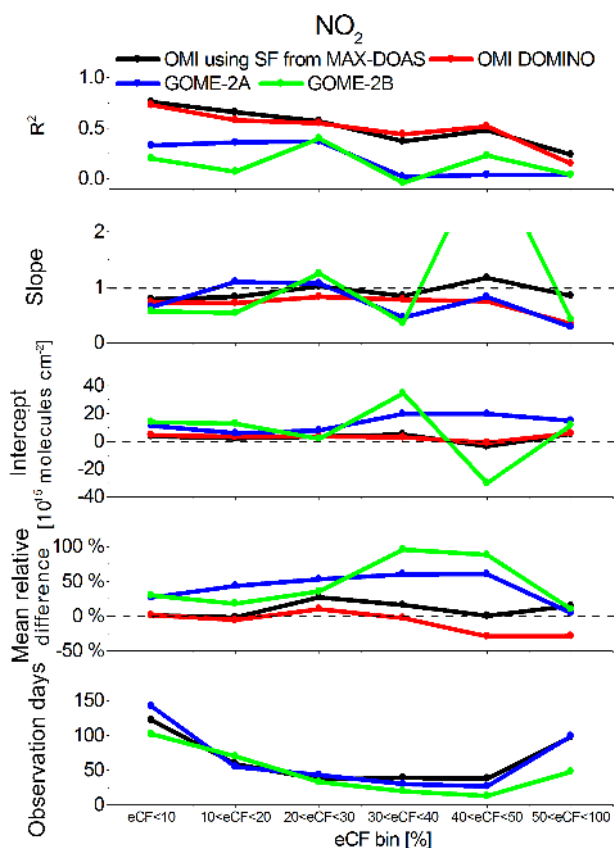 NO2
OMI using SF from MAX-DOAS
OMI DOMINO
GOME-2A
GOME-2B
1.0
0.5
0.0
R2
2
1
0
Slope
40
20
0
-20
-40
Intercept
[10^15 molecules cm-2]
100 %
50 %
0 %
-50 %
Mean relative
difference
150
100
50
0
Observation days
eCF<10
10<eCF<20
20<eCF<30
30<eCF<40
40<eCF<50
50<eCF<100
eCF bin [%]